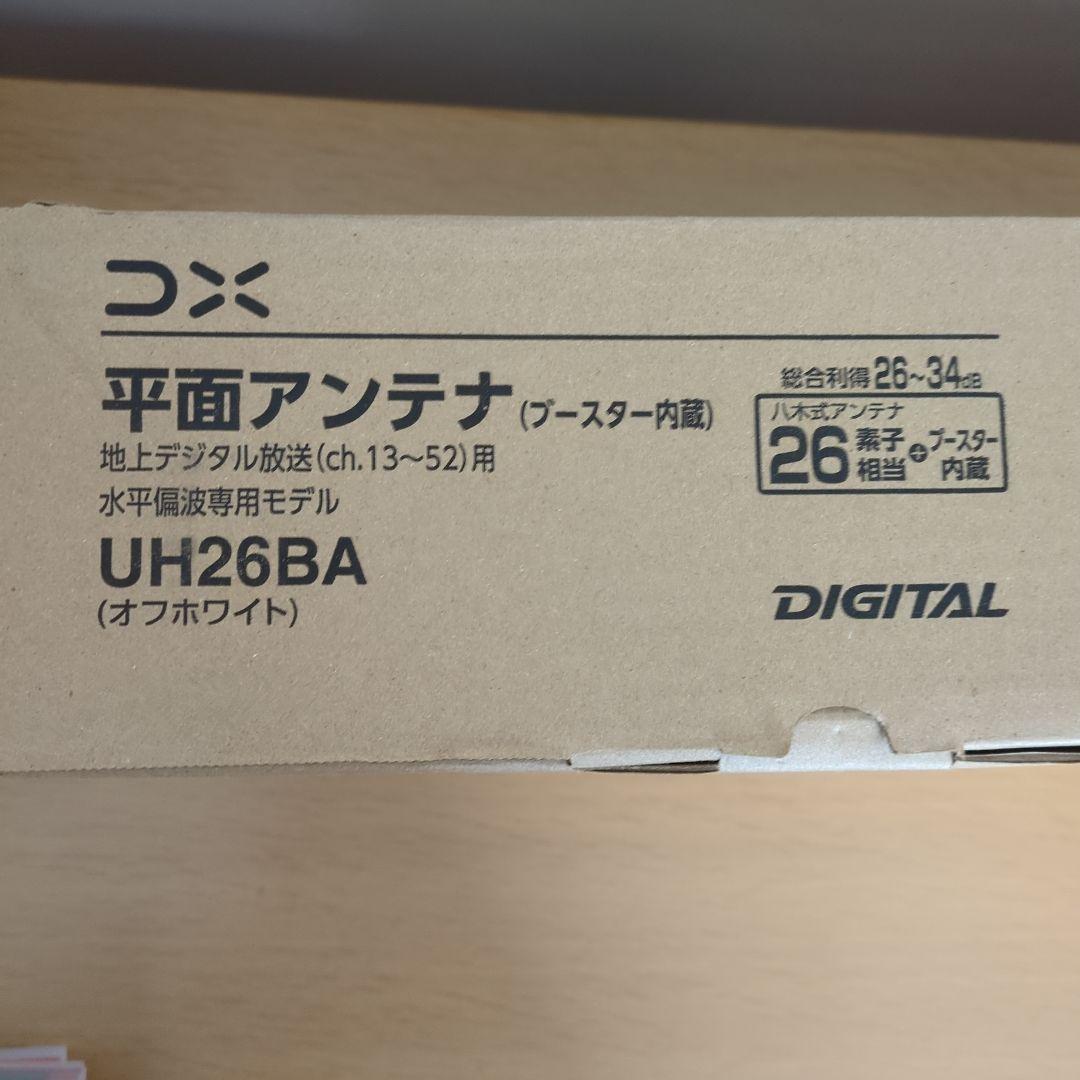 DX
平面アンテナ(ブースター内蔵)
地上デジタル放送(ch.13〜52)用
水平偏波専用モデル
UH26BA
(オフホワイト)
総合利得26〜34dB
八木式アンテナ
26素子相当+ブースター内蔵
DIGITAL